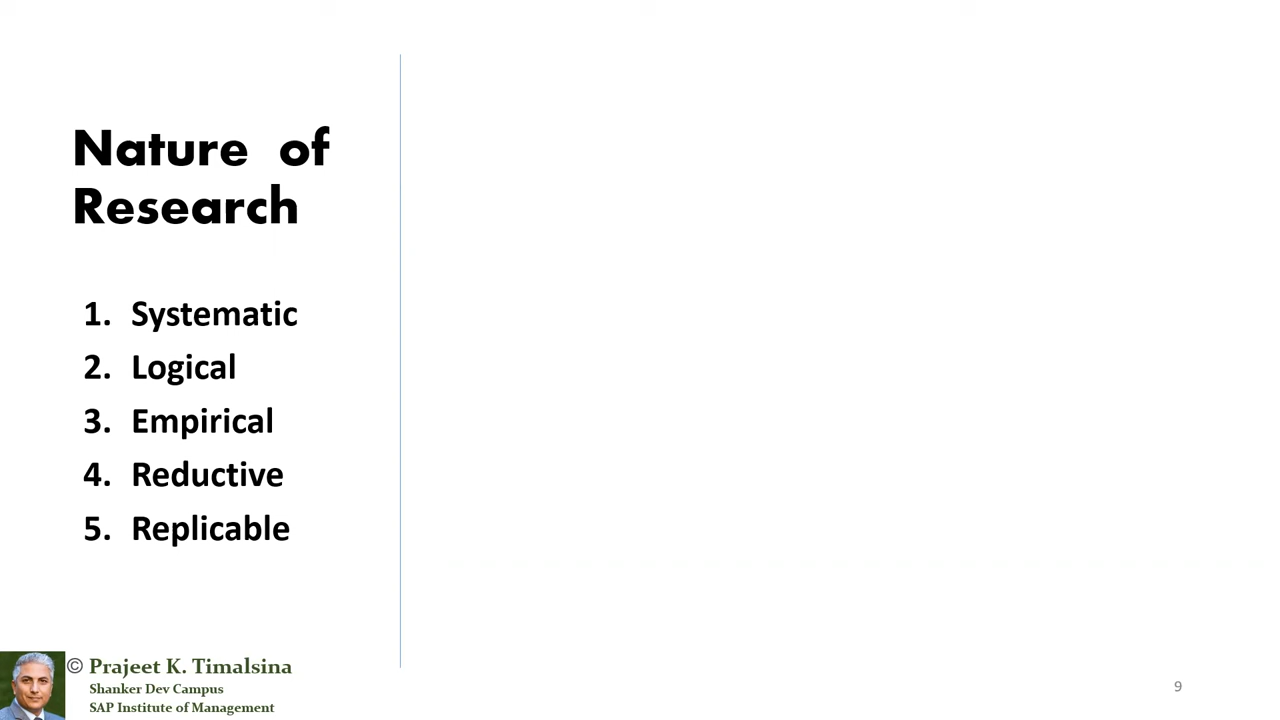 Nature of
Research
1. Systematic
2. Logical
3. Empirical
4. Reductive
5. Replicable
© Prajeet K. Timalsina
Shanker Dev Campus
SAP Institute of Management
9